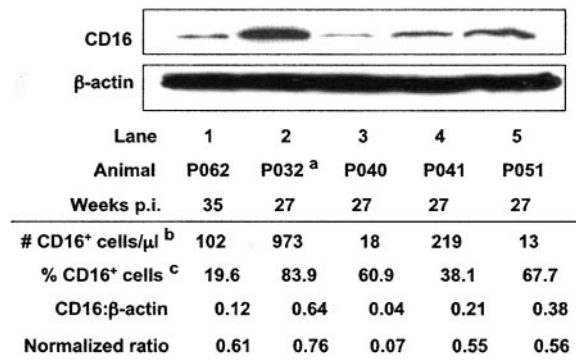 CD16
β-actin
Lane 1 2 3 4 5
Animal P062 P032 a P040 P041 P051
Weeks p.i. 35 27 27 27 27
# CD16+ cells/µl b 102 973 18 219 13
% CD16+ cells c 19.6 83.9 60.9 38.1 67.7
CD16:β-actin 0.12 0.64 0.04 0.21 0.38
Normalized ratio 0.61 0.76 0.07 0.55 0.56